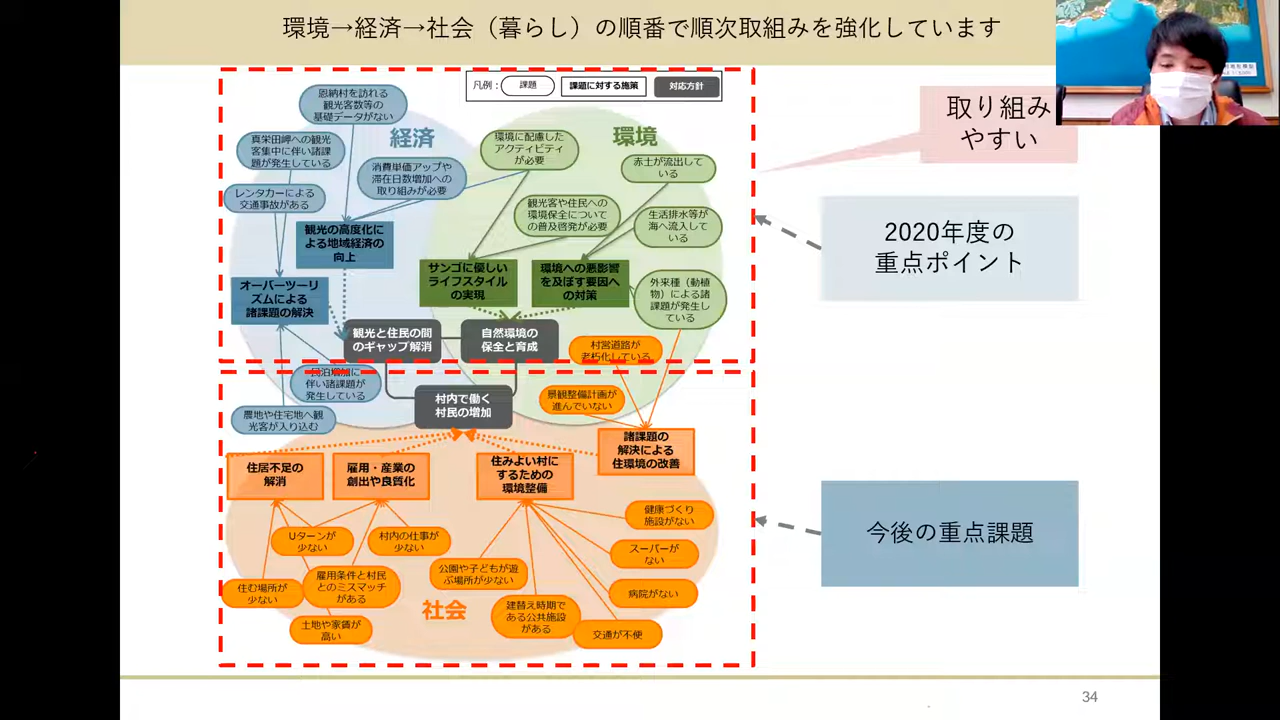 環境→経済→社会（暮らし）の順番で順次取組みを強化しています
凡例：
課題
課題に対する施策
対応方針
取り組み
やすい
2020年度の
重点ポイント
今後の重点課題
経済
環境
社会
恩納村を訪れる
観光客数等の
基礎データがない
真栄田岬への観光
客集中に伴い諸課
題が発生している
消費単価アップや
滞在日数増加への
取り組みが必要
レンタカーによる
交通事故がある
観光の高度化に
よる地域経済の
向上
オーバーツーリ
ズムによる
諸課題の解決
環境に配慮した
アクティビティ
が必要
赤土が流出して
いる
観光客や住民への
環境保全について
の普及啓発が必要
生活排水等が
海へ流入して
いる
サンゴに優しい
ライフスタイル
の実現
環境への悪影響
を及ぼす要因へ
の対策
外来種（動植
物）による諸
課題が発生し
ている
観光と住民の間
のギャップ解消
自然環境の
保全と育成
村営道路が
老朽化している
民泊増加に
伴い諸課題が
発生している
村内で働く
村民の増加
景観整備計画が
進んでいない
農地や住宅地へ観
光客が入り込む
諸課題の
解決による
住環境の改善
住居不足の
解消
雇用・産業の
創出や良質化
住みよい村に
するための
環境整備
健康づくり
施設がない
Uターンが
少ない
村内の仕事が
少ない
スーパーが
ない
公園や子どもが遊
ぶ場所が少ない
住む場所が
少ない
雇用条件と村民
とのミスマッチ
がある
病院がない
建替え時期で
ある公共施設
がある
土地や家賃が
高い
交通が不便
34